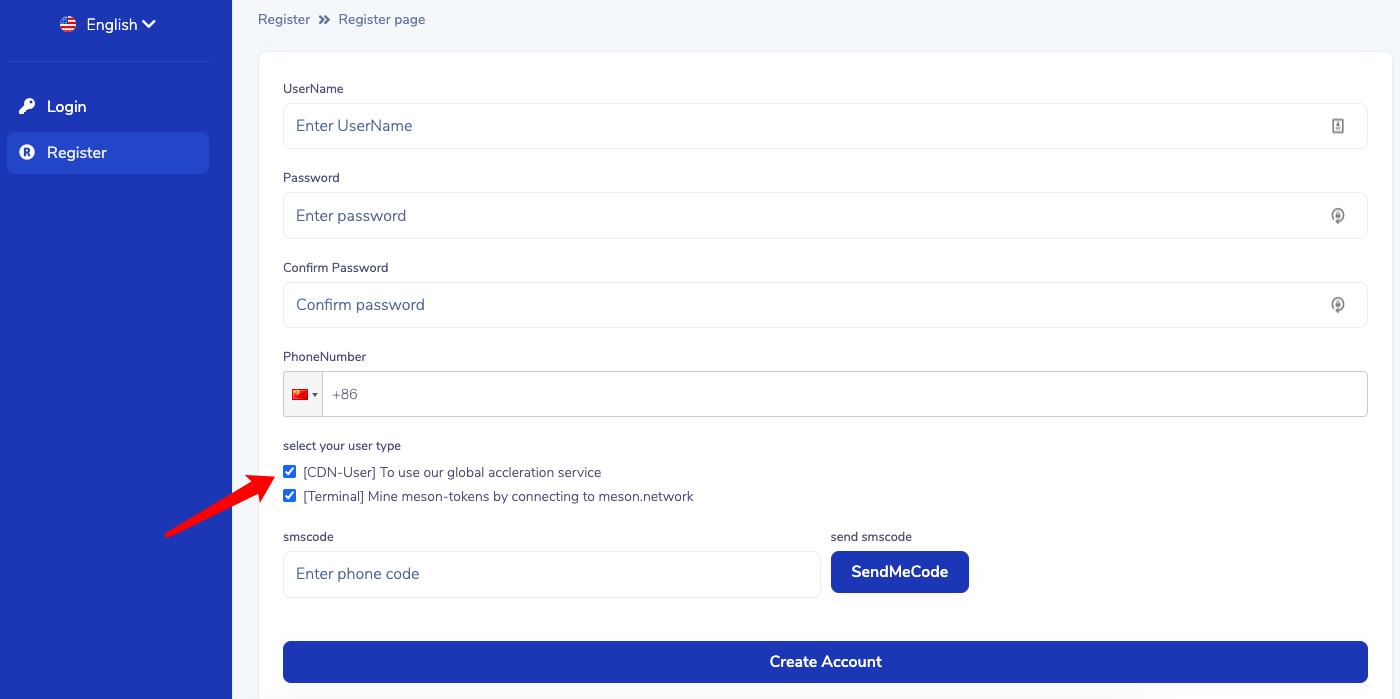 English
Login
Register
Register » Register page
UserName
Enter UserName
Password
Enter password
Confirm Password
Confirm password
PhoneNumber
+86
select your user type
[CDN-User] To use our global accleration service
[Terminal] Mine meson-tokens by connecting to meson.network
smscode
send smscode
Enter phone code
SendMeCode
Create Account